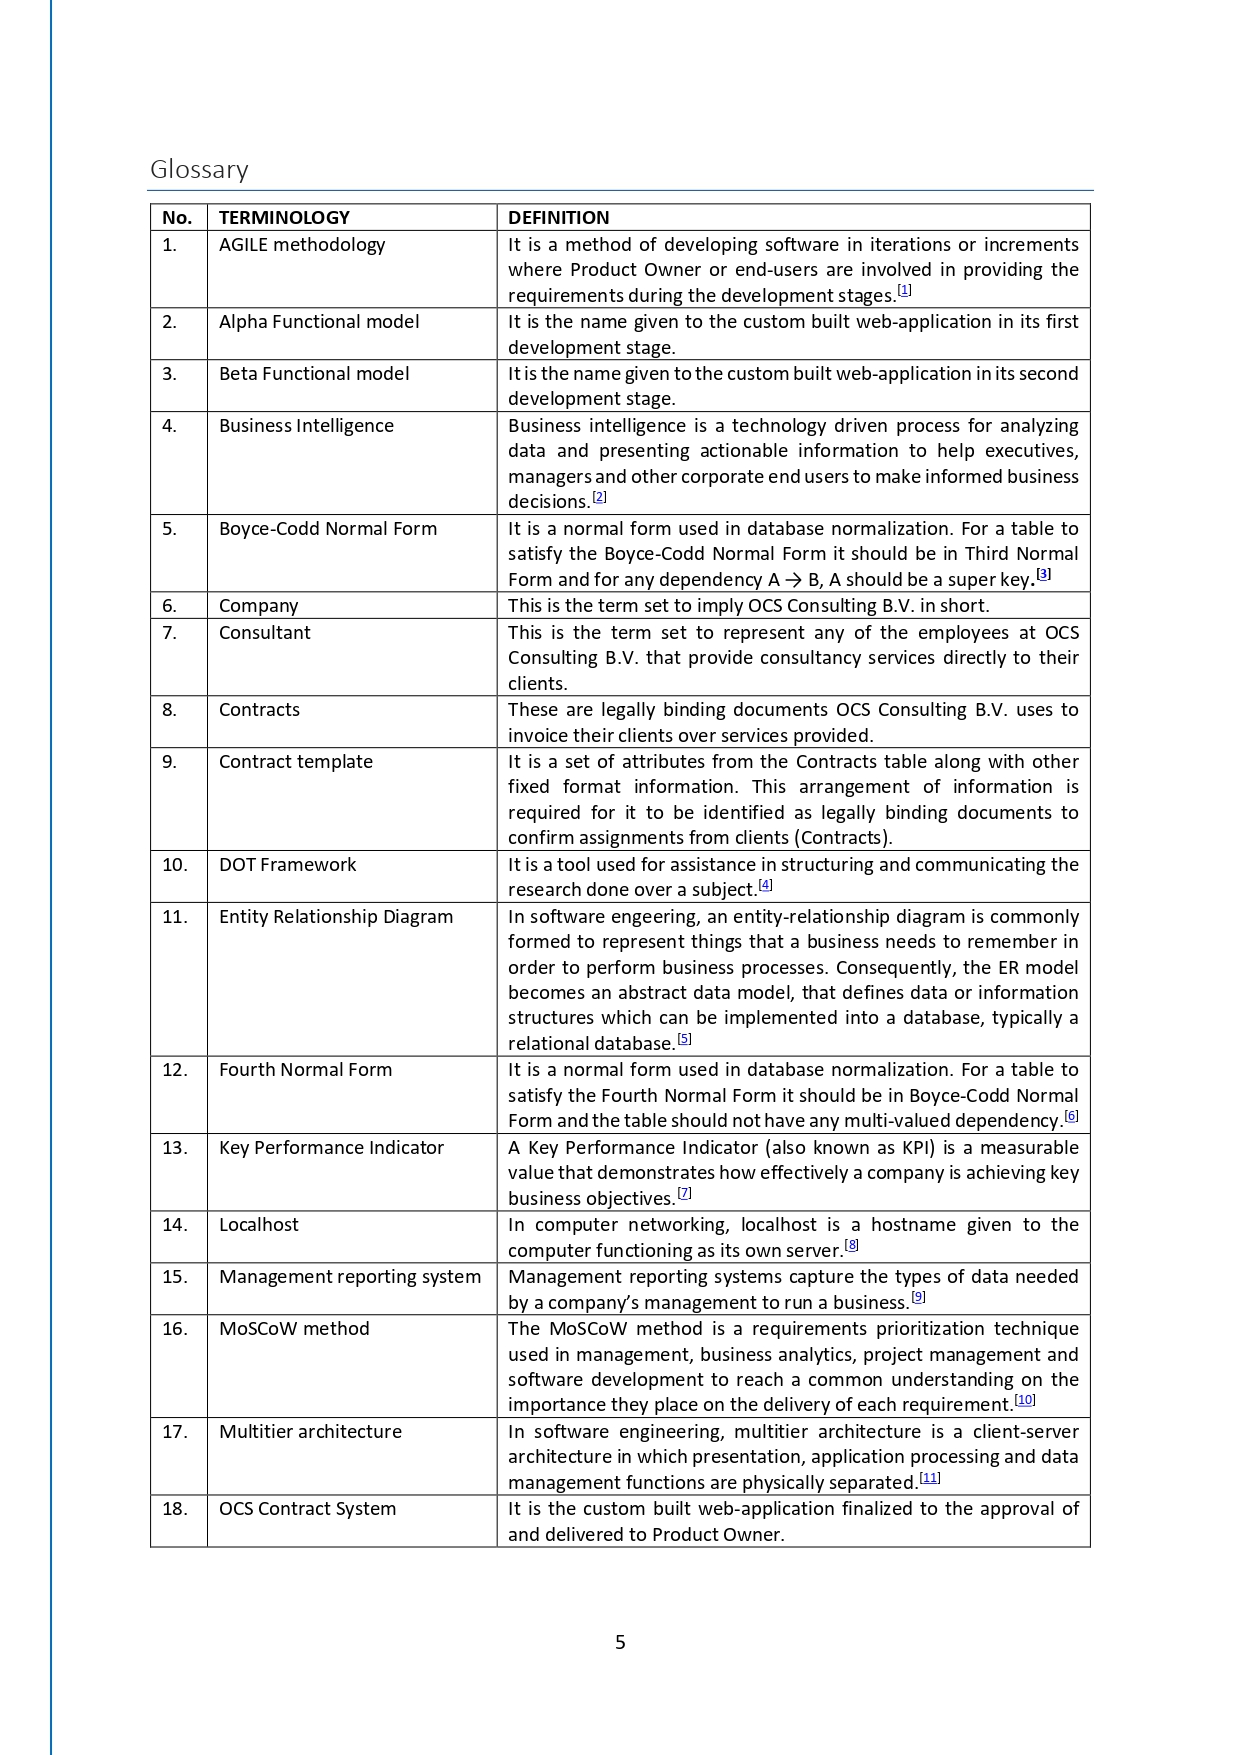 Glossary
No. TERMINOLOGY DEFINITION
1. AGILE methodology It is a method of developing software in iterations or increments
where Product Owner or end-users are involved in providing the
requirements during the development stages.[1]
2. Alpha Functional model It is the name given to the custom built web-application in its first
development stage.
3. Beta Functional model It is the name given to the custom built web-application in its second
development stage.
4. Business Intelligence Business intelligence is a technology driven process for analyzing
data and presenting actionable information to help executives,
managers and other corporate end users to make informed business
decisions.[2]
5. Boyce-Codd Normal Form It is a normal form used in database normalization. For a table to
satisfy the Boyce-Codd Normal Form it should be in Third Normal
Form and for any dependency A → B, A should be a super key.[3]
6. Company This is the term set to imply OCS Consulting B.V. in short.
7. Consultant This is the term set to represent any of the employees at OCS
Consulting B.V. that provide consultancy services directly to their
clients.
8. Contracts These are legally binding documents OCS Consulting B.V. uses to
invoice their clients over services provided.
9. Contract template It is a set of attributes from the Contracts table along with other
fixed format information. This arrangement of information is
required for it to be identified as legally binding documents to
confirm assignments from clients (Contracts).
10. DOT Framework It is a tool used for assistance in structuring and communicating the
research done over a subject.[4]
11. Entity Relationship Diagram In software engeering, an entity-relationship diagram is commonly
formed to represent things that a business needs to remember in
order to perform business processes. Consequently, the ER model
becomes an abstract data model, that defines data or information
structures which can be implemented into a database, typically a
relational database.[5]
12. Fourth Normal Form It is a normal form used in database normalization. For a table to
satisfy the Fourth Normal Form it should be in Boyce-Codd Normal
Form and the table should not have any multi-valued dependency.[6]
13. Key Performance Indicator A Key Performance Indicator (also known as KPI) is a measurable
value that demonstrates how effectively a company is achieving key
business objectives.[7]
14. Localhost In computer networking, localhost is a hostname given to the
computer functioning as its own server.[8]
15. Management reporting system Management reporting systems capture the types of data needed
by a company’s management to run a business.[9]
16. MoSCoW method The MoSCoW method is a requirements prioritization technique
used in management, business analytics, project management and
software development to reach a common understanding on the
importance they place on the delivery of each requirement.[10]
17. Multitier architecture In software engineering, multitier architecture is a client-server
architecture in which presentation, application processing and data
management functions are physically separated.[11]
18. OCS Contract System It is the custom built web-application finalized to the approval of
and delivered to Product Owner.
5